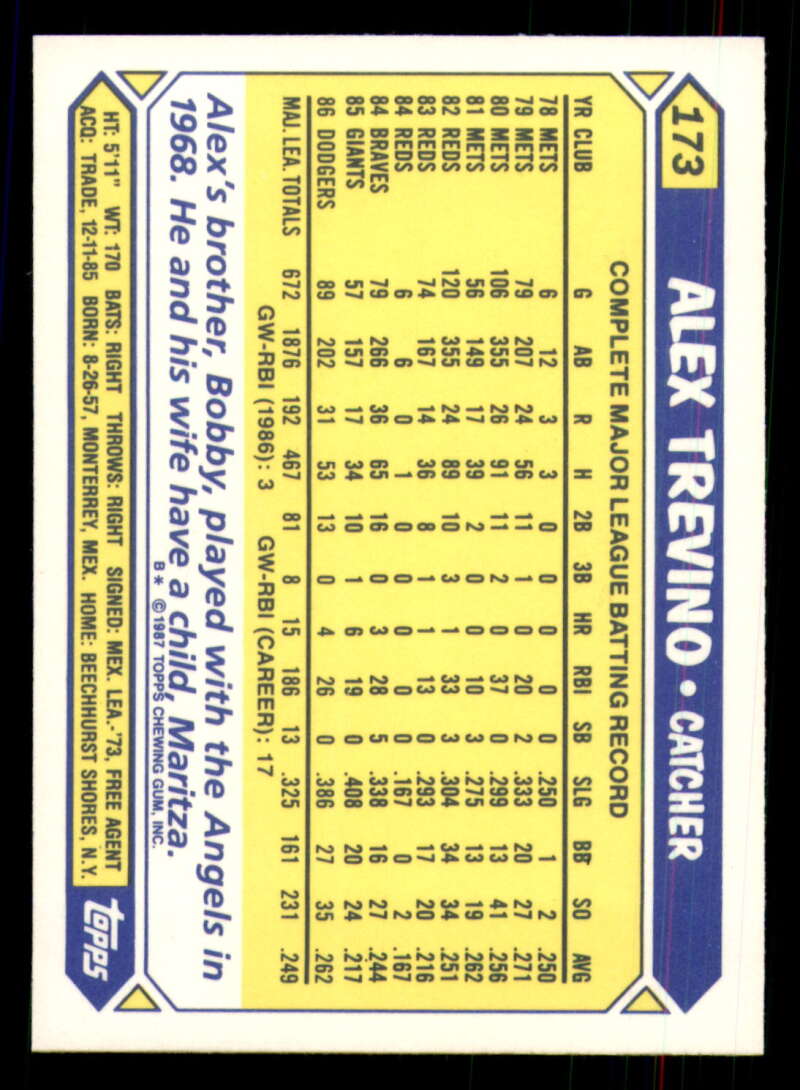 173 ALEX TREVINO • CATCHER
COMPLETE MAJOR LEAGUE BATTING RECORD
YR CLUB G AB R H 2B 3B HR RBI SB SLG BB SO AVG
78 METS 6 12 3 3 0 0 0 0 0 .250 1 2 .250
79 METS 79 207 24 56 11 1 0 20 2 .333 20 27 .271
80 METS 106 355 26 91 11 2 0 37 0 .299 13 41 .256
81 METS 56 149 17 39 2 0 0 10 3 .275 13 19 .262
82 REDS 120 355 24 89 10 3 1 33 3 .304 34 34 .251
83 REDS 74 167 14 36 8 1 1 13 0 .293 17 20 .216
84 REDS 6 6 0 1 0 0 0 0 0 .167 0 2 .167
84 BRAVES 79 266 36 65 16 0 3 28 5 .338 16 27 .244
85 GIANTS 57 157 17 34 10 1 6 19 0 .408 20 24 .217
86 DODGERS 89 202 31 53 13 0 4 26 0 .386 27 35 .262
MAJ. LEA. TOTALS 672 1876 192 467 81 8 15 186 13 .325 161 231 .249
GW-RBI (1986): 3 GW-RBI (CAREER): 17
Alex's brother, Bobby, played with the Angels in
1968. He and his wife have a child, Maritza.
B* ©1987 TOPPS CHEWING GUM, INC.
HT: 5'11" WT: 170 BATS: RIGHT THROWS: RIGHT SIGNED: MEX. LEA.-'73, FREE AGENT
ACQ: TRADE, 12-11-85 BORN: 8-26-57, MONTERREY, MEX. HOME: BEECHHURST SHORES, N.Y.
topps